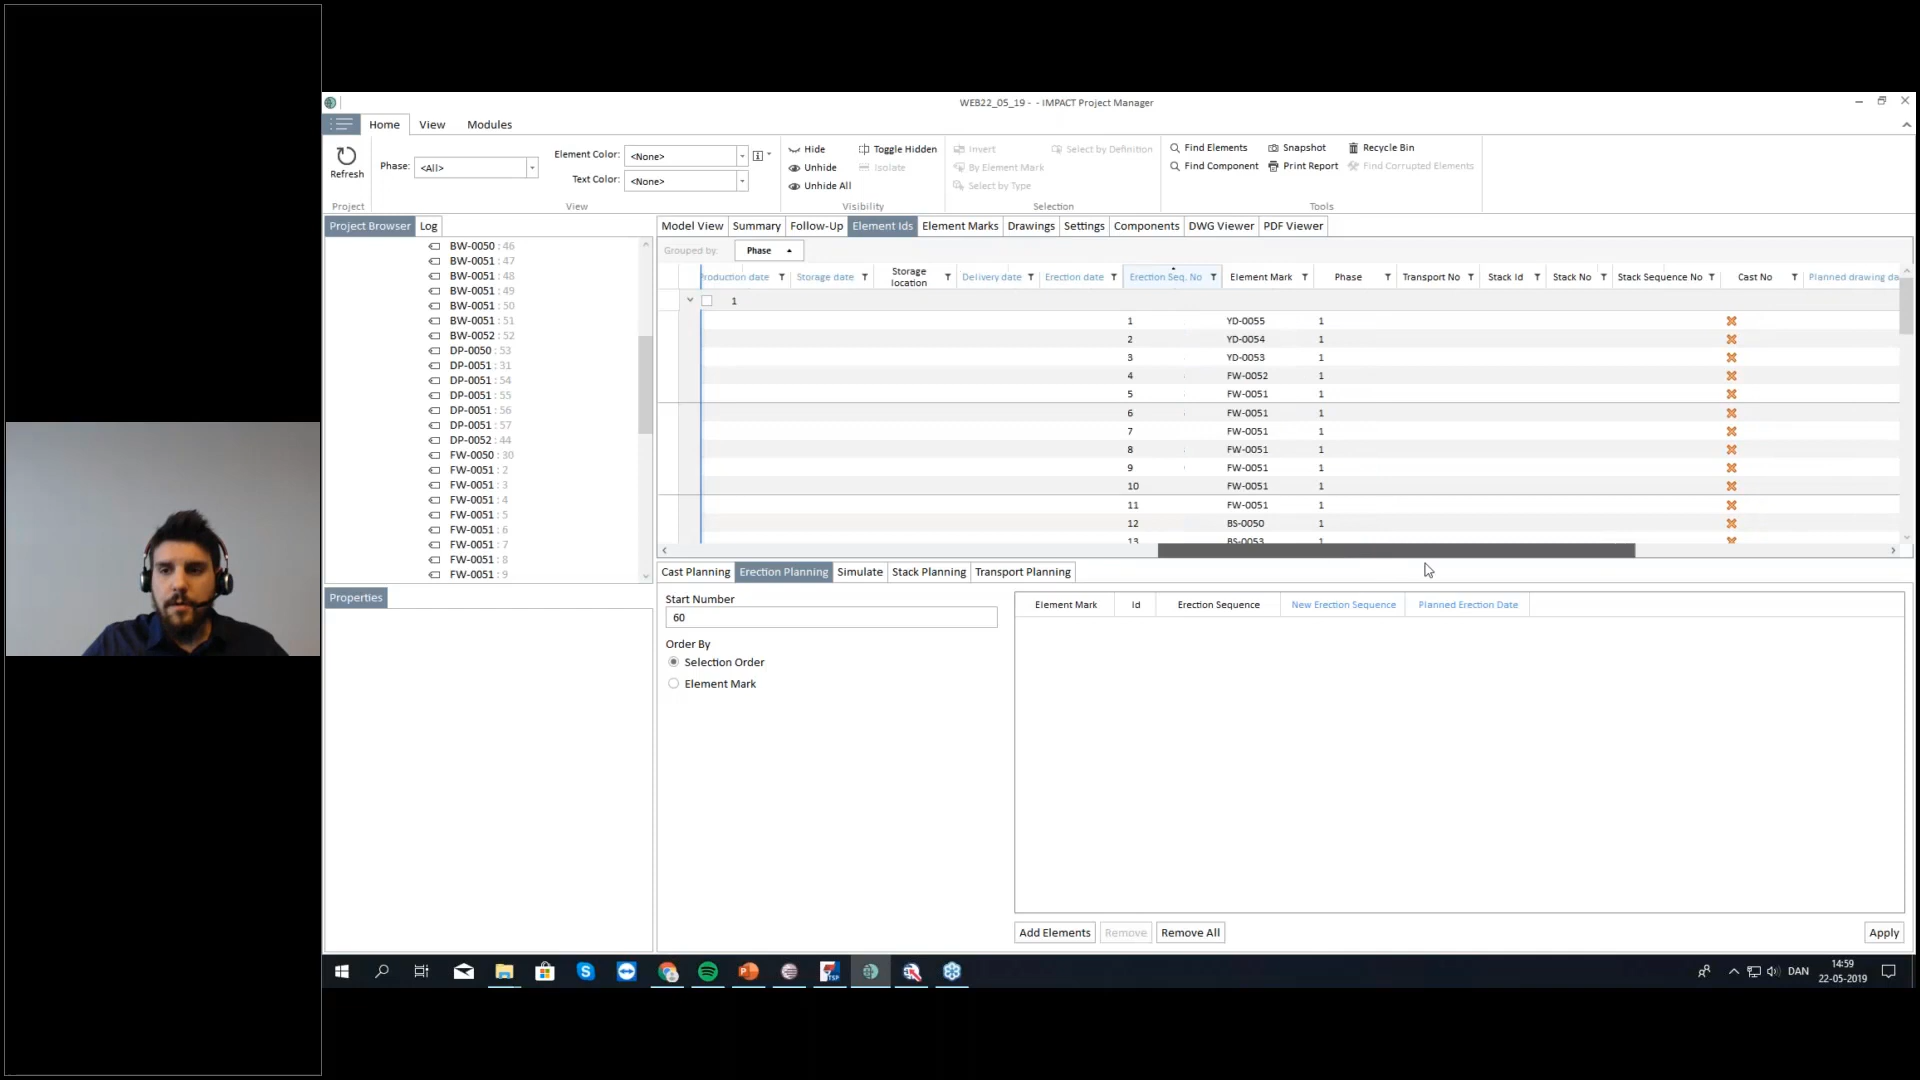 WEB22_05_19 - - IMPACT Project Manager
Home View Modules
Refresh
Phase: <All>
Element Color: <None>
Text Color: <None>
Hide Toggle Hidden
Unhide Isolate
Unhide All
Invert Select by Definition
By Element Mark
Select by Type
Find Elements Snapshot Recycle Bin
Find Component Print Report Find Corrupted Elements
Project View Visibility Selection Tools
Project Browser Log
Model View Summary Follow-Up Element Ids Element Marks Drawings Settings Components DWG Viewer PDF Viewer
BW-0050 : 46
BW-0051 : 47
BW-0051 : 48
BW-0051 : 49
BW-0051 : 50
BW-0051 : 51
BW-0052 : 52
DP-0050 : 53
DP-0051 : 31
DP-0051 : 54
DP-0051 : 55
DP-0051 : 56
DP-0051 : 57
DP-0052 : 44
FW-0050 : 30
FW-0051 : 2
FW-0051 : 3
FW-0051 : 4
FW-0051 : 5
FW-0051 : 6
FW-0051 : 7
FW-0051 : 8
FW-0051 : 9
Properties
Grouped by: Phase
Production date Storage date Storage location Delivery date Erection date Erection Seq. No Element Mark Phase Transport No Stack Id Stack No Stack Sequence No Cast No Planned drawing da
1
1 YD-0055 1
2 YD-0054 1
3 YD-0053 1
4 FW-0052 1
5 FW-0051 1
6 FW-0051 1
7 FW-0051 1
8 FW-0051 1
9 FW-0051 1
10 FW-0051 1
11 FW-0051 1
12 BS-0050 1
13 BS-0053 1
Cast Planning Erection Planning Simulate Stack Planning Transport Planning
Start Number
60
Order By
Selection Order
Element Mark
Element Mark Id Erection Sequence New Erection Sequence Planned Erection Date
Add Elements Remove Remove All Apply
TSP
DAN
14:59
22-05-2019